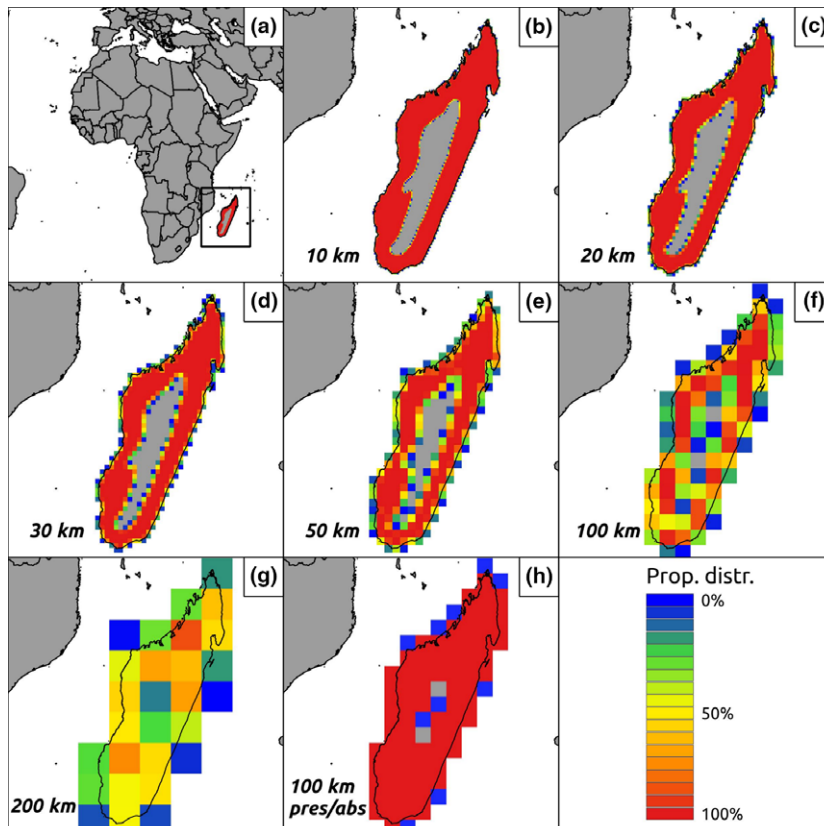 (a)
(b)
10 km
(c)
20 km
(d)
30 km
(e)
50 km
(f)
100 km
(g)
200 km
(h)
100 km
pres/abs
Prop. distr.
0%
50%
100%